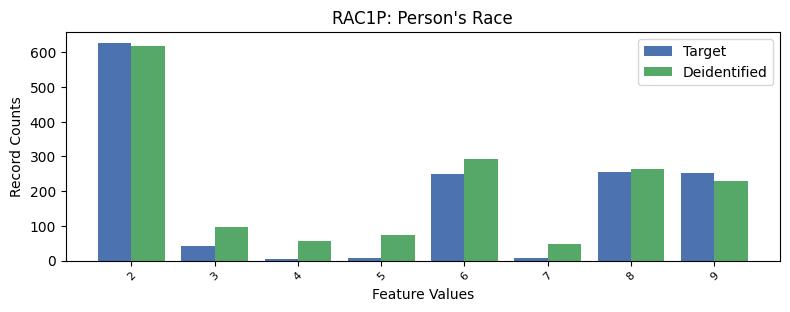 RAC1P: Person's Race
Target
Deidentified
Record Counts
600
500
400
300
200
100
0
2 3 4 5 6 7 8 9
Feature Values